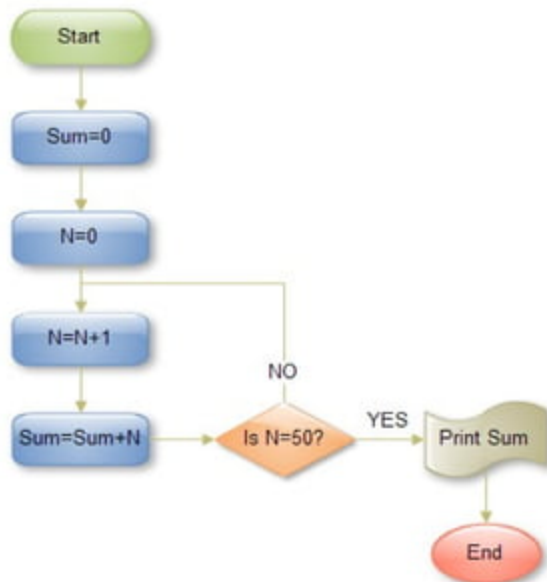 Start
Sum=0
N=0
N=N+1
Sum=Sum+N
Is N=50?
NO
YES
Print Sum
End